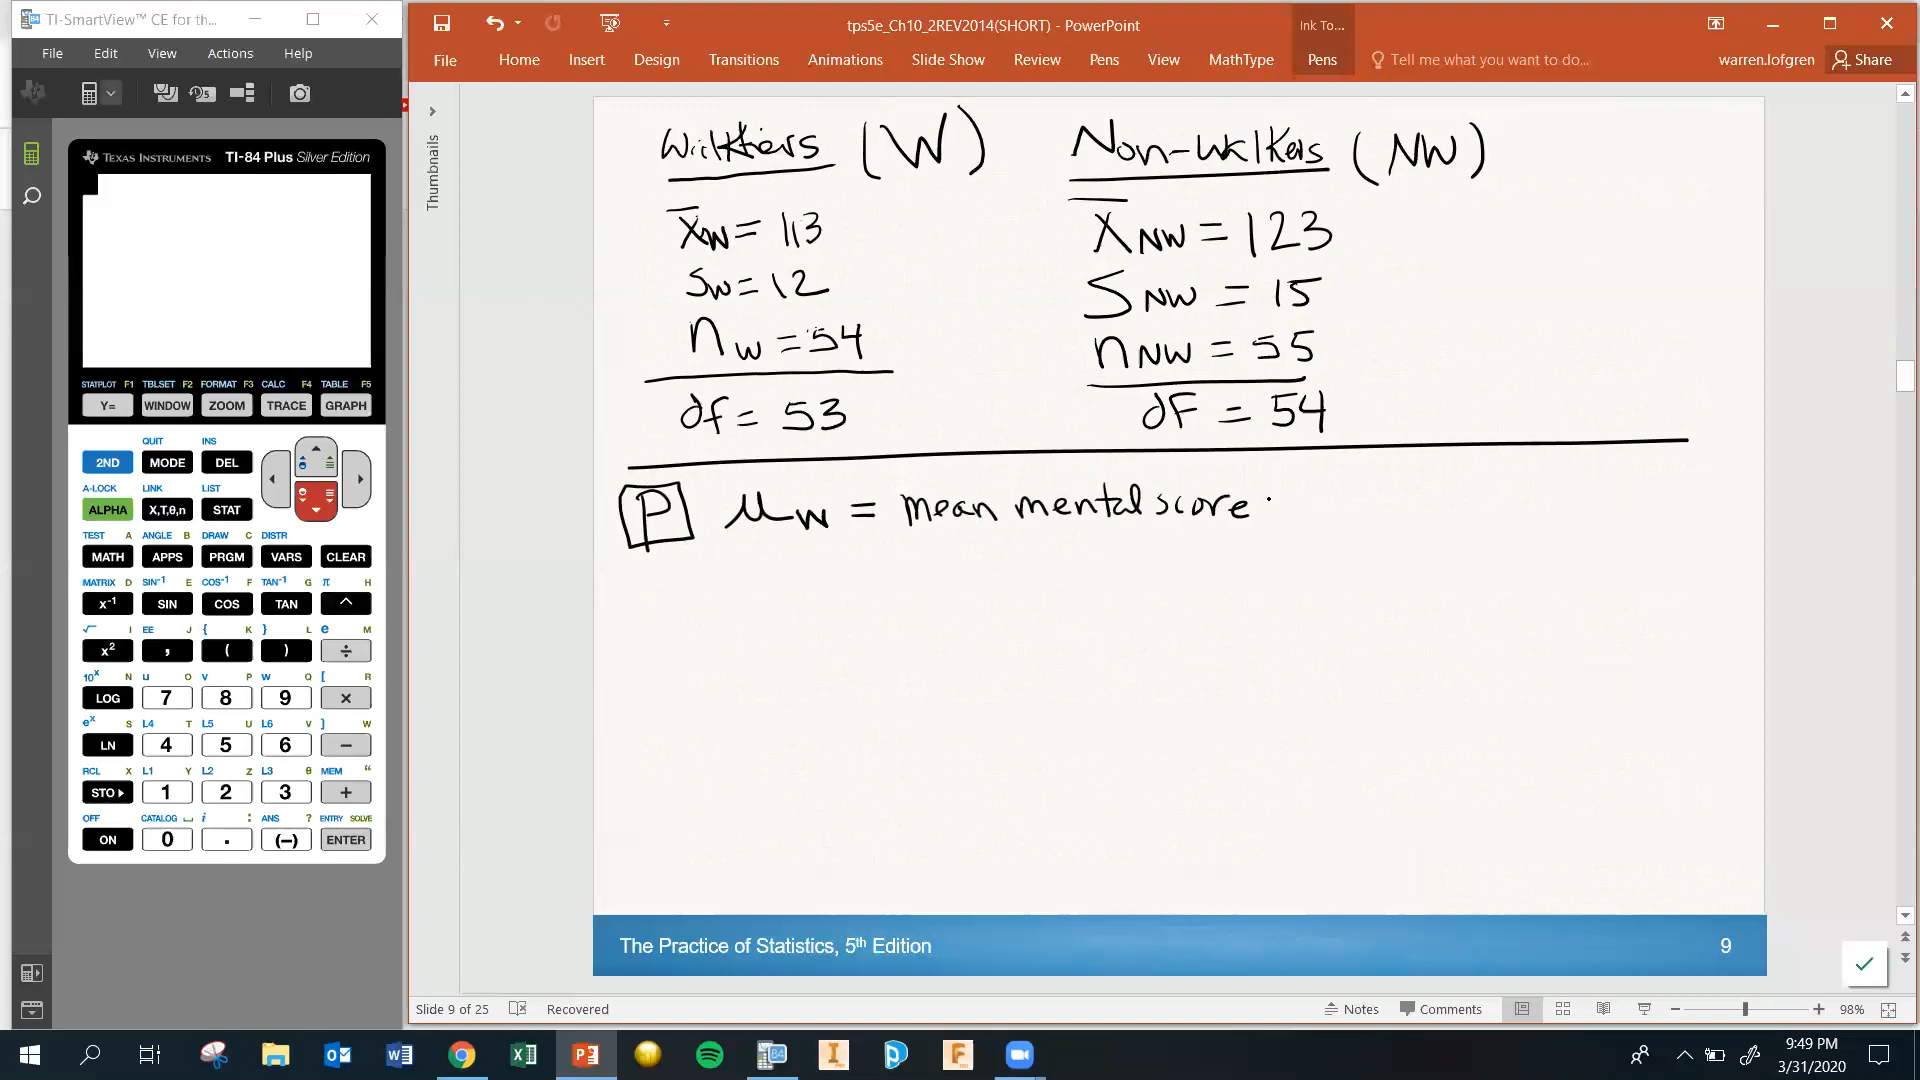 TI-SmartView™ CE for th...
File Edit View Actions Help
TEXAS INSTRUMENTS TI-84 Plus Silver Edition
STATPLOT F1 TBLSET F2 FORMAT F3 CALC F4 TABLE F5
Y= WINDOW ZOOM TRACE GRAPH
QUIT INS
2ND MODE DEL
A-LOCK LINK LIST
ALPHA X,T,θ,n STAT
TEST A ANGLE B DRAW C DISTR
MATH APPS PRGM VARS CLEAR
MATRIX D SIN⁻¹ E COS⁻¹ F TAN⁻¹ G π H
x⁻¹ SIN COS TAN ^
√ I EE J { K } L e M
x² , ( ) ÷
10ˣ N u O v P w Q [ R
LOG 7 8 9 ×
eˣ S L4 T L5 U L6 V ] W
LN 4 5 6 −
RCL X L1 Y L2 Z L3 θ MEM “
STO▸ 1 2 3 +
OFF CATALOG ␣ i : ANS ? ENTRY SOLVE
ON 0 . (−) ENTER
tps5e_Ch10_2REV2014(SHORT) - PowerPoint
Ink To...
File Home Insert Design Transitions Animations Slide Show Review Pens View MathType Pens Tell me what you want to do... warren.lofgren Share
Thumbnails
Walkers (W) Non-Walkers (NW)
x̄W = 113 x̄NW = 123
SW = 12 SNW = 15
nW = 54 nNW = 55
df = 53 dF = 54
P μW = mean mental score
The Practice of Statistics, 5th Edition 9
Slide 9 of 25 Recovered Notes Comments 98%
9:49 PM
3/31/2020